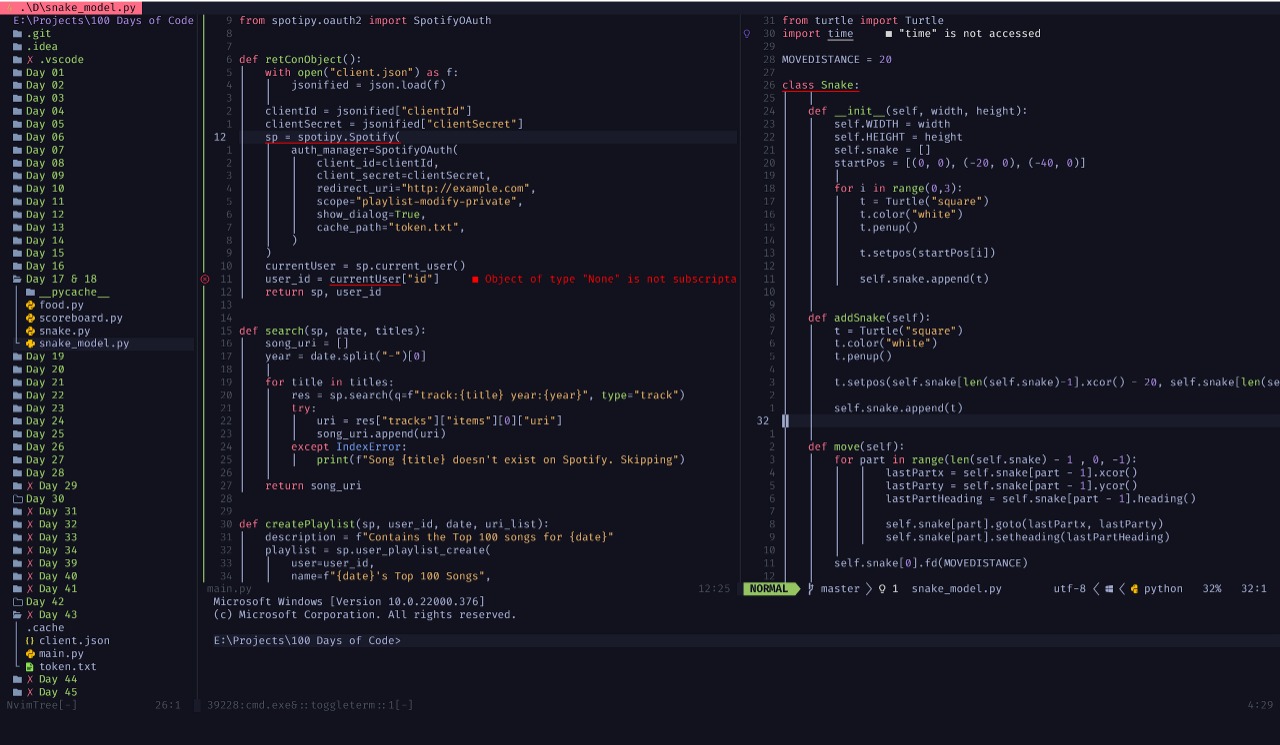 .\D\snake_model.py
E:\Projects\100 Days of Code
.git
.idea
✗ .vscode
Day 01
Day 02
Day 03
Day 04
Day 05
Day 06
Day 07
Day 08
Day 09
Day 10
Day 11
Day 12
Day 13
Day 14
Day 15
Day 16
Day 17 & 18
__pycache__
food.py
scoreboard.py
snake.py
snake_model.py
Day 19
Day 20
Day 21
Day 22
Day 23
Day 24
Day 25
Day 26
Day 27
Day 28
✗ Day 29
Day 30
✗ Day 31
✗ Day 32
✗ Day 33
✗ Day 34
✗ Day 39
✗ Day 40
✗ Day 41
Day 42
✗ Day 43
.cache
{} client.json
main.py
token.txt
✗ Day 44
✗ Day 45
NvimTree[-] 26:1
9 from spotipy.oauth2 import SpotifyOAuth
8
7
6 def retConObject():
5 with open("client.json") as f:
4 jsonified = json.load(f)
3
2 clientId = jsonified["clientId"]
1 clientSecret = jsonified["clientSecret"]
12 sp = spotipy.Spotify(
1 auth_manager=SpotifyOAuth(
2 client_id=clientId,
3 client_secret=clientSecret,
4 redirect_uri="http://example.com",
5 scope="playlist-modify-private",
6 show_dialog=True,
7 cache_path="token.txt",
8 )
9 )
10 currentUser = sp.current_user()
11 user_id = currentUser["id"] ■ Object of type "None" is not subscripta
12 return sp, user_id
13
14
15 def search(sp, date, titles):
16 song_uri = []
17 year = date.split("-")[0]
18
19 for title in titles:
20 res = sp.search(q=f"track:{title} year:{year}", type="track")
21 try:
22 uri = res["tracks"]["items"][0]["uri"]
23 song_uri.append(uri)
24 except IndexError:
25 print(f"Song {title} doesn't exist on Spotify. Skipping")
26
27 return song_uri
28
29
30 def createPlaylist(sp, user_id, date, uri_list):
31 description = f"Contains the Top 100 songs for {date}"
32 playlist = sp.user_playlist_create(
33 user=user_id,
34 name=f"{date}'s Top 100 Songs",
main.py 12:25
31 from turtle import Turtle
30 import time ■ "time" is not accessed
29
28 MOVEDISTANCE = 20
27
26 class Snake:
25
24 def __init__(self, width, height):
23 self.WIDTH = width
22 self.HEIGHT = height
21 self.snake = []
20 startPos = [(0, 0), (-20, 0), (-40, 0)]
19
18 for i in range(0,3):
17 t = Turtle("square")
16 t.color("white")
15 t.penup()
14
13 t.setpos(startPos[i])
12
11 self.snake.append(t)
10
9
8 def addSnake(self):
7 t = Turtle("square")
6 t.color("white")
5 t.penup()
4
3 t.setpos(self.snake[len(self.snake)-1].xcor() - 20, self.snake[len(se
2
1 self.snake.append(t)
32
1
2 def move(self):
3 for part in range(len(self.snake) - 1 , 0, -1):
4 lastPartx = self.snake[part - 1].xcor()
5 lastParty = self.snake[part - 1].ycor()
6 lastPartHeading = self.snake[part - 1].heading()
7
8 self.snake[part].goto(lastPartx, lastParty)
9 self.snake[part].setheading(lastPartHeading)
10
11 self.snake[0].fd(MOVEDISTANCE)
12
NORMAL master 1 snake_model.py utf-8 python 32% 32:1
Microsoft Windows [Version 10.0.22000.376]
(c) Microsoft Corporation. All rights reserved.
E:\Projects\100 Days of Code>
39228:cmd.exe&::toggleterm::1[-] 4:29